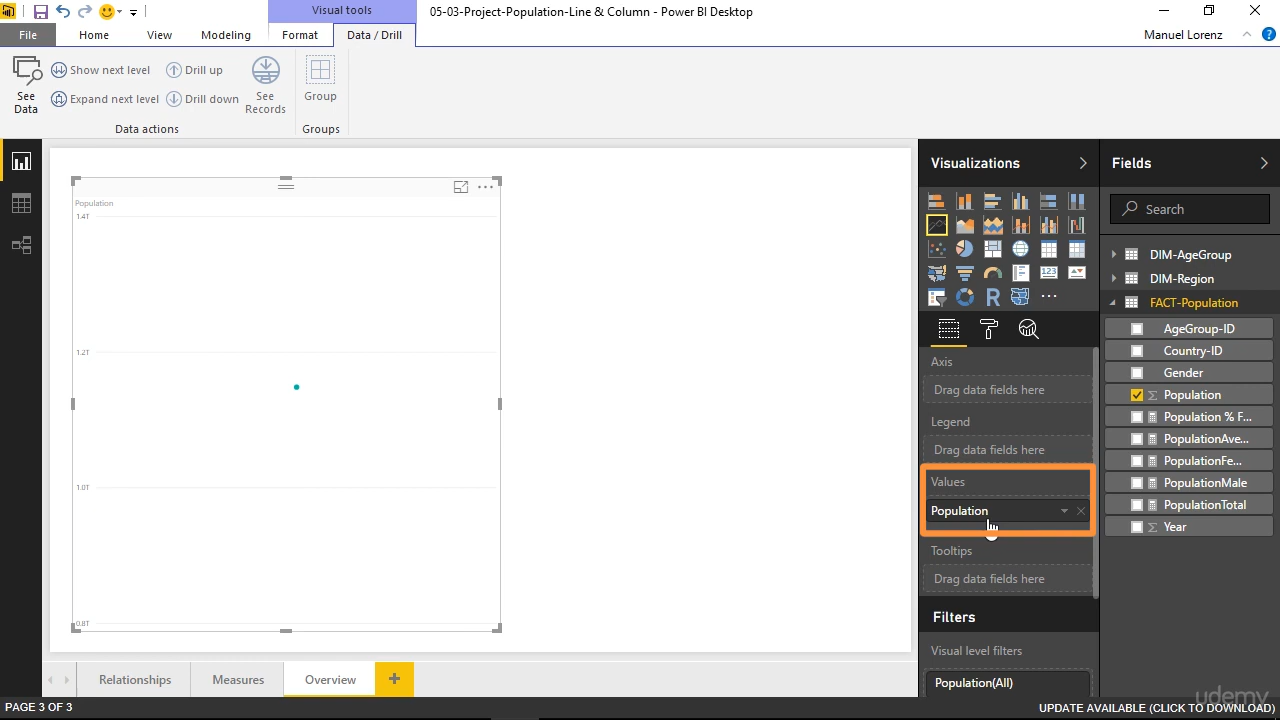 Visual tools
05-03-Project-Population-Line & Column - Power BI Desktop
File Home View Modeling Format Data / Drill
Manuel Lorenz
See Data
Show next level
Expand next level
Drill up
Drill down
See Records
Group
Data actions
Groups
Population
1.4T
1.2T
1.0T
0.8T
Visualizations
123
R
Axis
Drag data fields here
Legend
Drag data fields here
Values
Population
Tooltips
Drag data fields here
Filters
Visual level filters
Population(All)
Fields
Search
DIM-AgeGroup
DIM-Region
FACT-Population
AgeGroup-ID
Country-ID
Gender
Σ Population
Population % F...
PopulationAve...
PopulationFe...
PopulationMale
PopulationTotal
Σ Year
Relationships Measures Overview +
PAGE 3 OF 3
UPDATE AVAILABLE (CLICK TO DOWNLOAD)
udemy